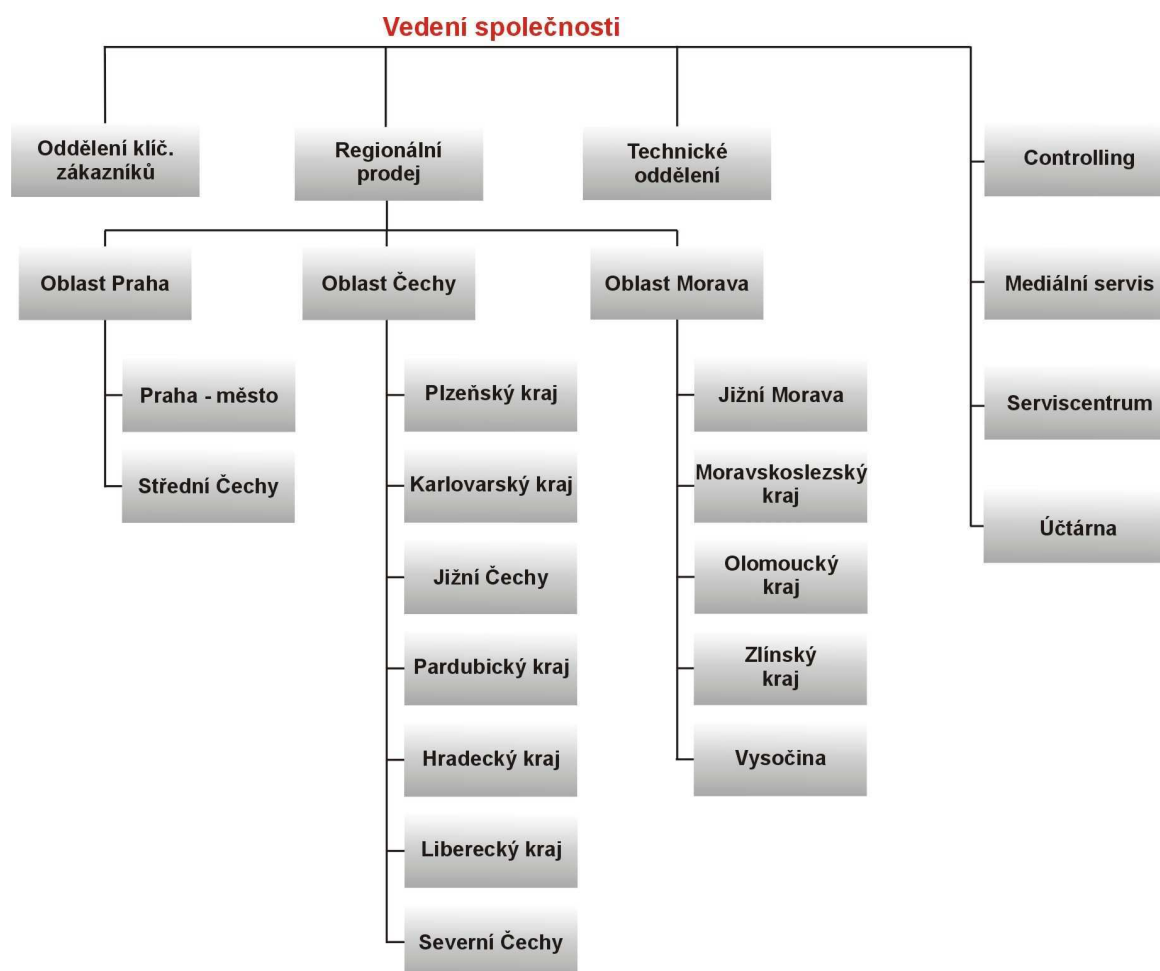 Vedení společnosti
Oddělení klíč.
zákazníků
Regionální
prodej
Technické
oddělení
Controlling
Mediální servis
Serviscentrum
Účtárna
Oblast Praha
Oblast Čechy
Oblast Morava
Praha - město
Střední Čechy
Plzeňský kraj
Karlovarský kraj
Jižní Čechy
Pardubický kraj
Hradecký kraj
Liberecký kraj
Severní Čechy
Jižní Morava
Moravskoslezský
kraj
Olomoucký
kraj
Zlínský
kraj
Vysočina